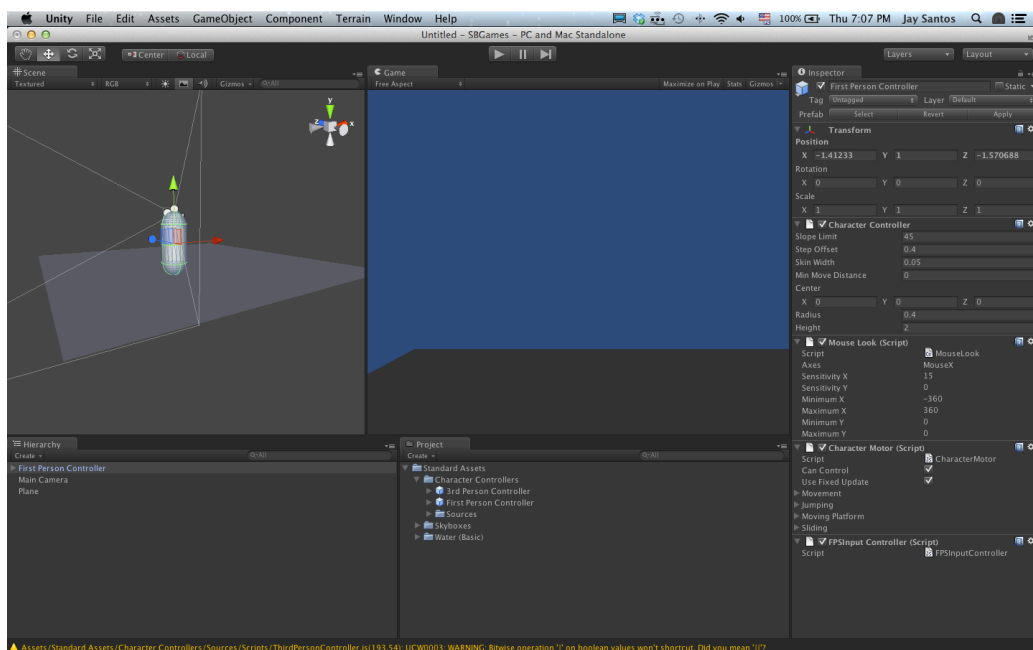 Unity File Edit Assets GameObject Component Terrain Window Help 100% Thu 7:07 PM Jay Santos
Untitled – SBGames – PC and Mac Standalone
Center Local Layers Layout
Scene
Textured RGB Gizmos All
y
z x
Game
Free Aspect Maximize on Play Stats Gizmos
Inspector
First Person Controller Static
Tag Untagged Layer Default
Prefab Select Revert Apply
Transform
Position
X -1.41233 Y 1 Z -1.570688
Rotation
X 0 Y 0 Z 0
Scale
X 1 Y 1 Z 1
Character Controller
Slope Limit 45
Step Offset 0.4
Skin Width 0.05
Min Move Distance 0
Center
X 0 Y 0 Z 0
Radius 0.4
Height 2
Mouse Look (Script)
Script MouseLook
Axes MouseX
Sensitivity X 15
Sensitivity Y 0
Minimum X -360
Maximum X 360
Minimum Y 0
Maximum Y 0
Character Motor (Script)
Script CharacterMotor
Can Control
Use Fixed Update
Movement
Jumping
Moving Platform
Sliding
FPSInput Controller (Script)
Script FPSInputController
Hierarchy
Create All
First Person Controller
Main Camera
Plane
Project
Create All
Standard Assets
Character Controllers
3rd Person Controller
First Person Controller
Sources
Skyboxes
Water (Basic)
Assets/Standard Assets/Character Controllers/Sources/Scripts/ThirdPersonController.js(193,54): UCW0003: WARNING: Bitwise operation '|' on boolean values won't shortcut. Did you mean '||'?